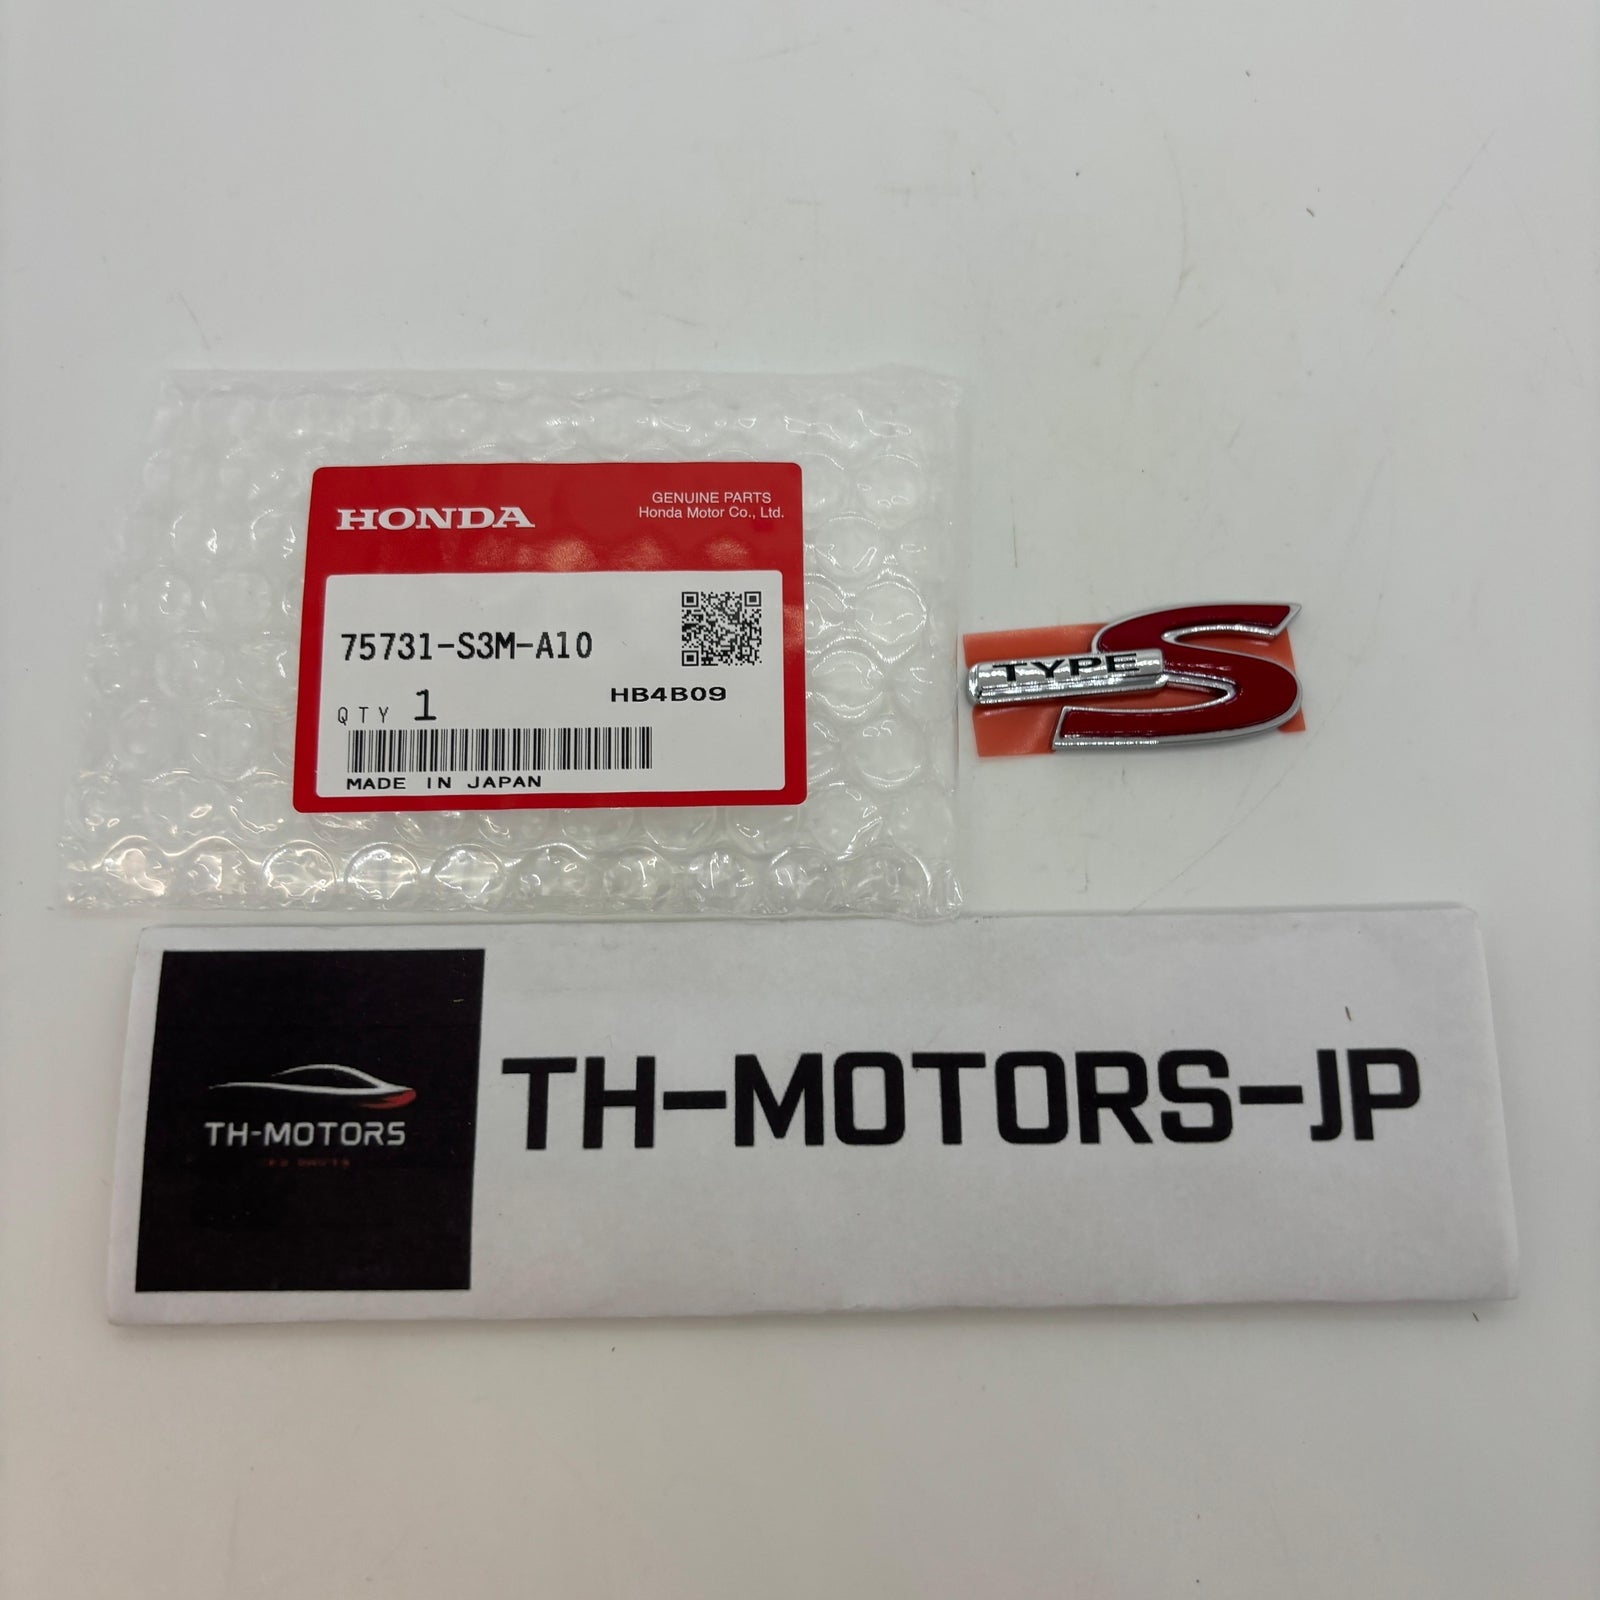 HONDA
GENUINE PARTS
Honda Motor Co., Ltd.
75731-S3M-A10
HB4B09
QTY 1
MADE IN JAPAN
TYPE S
TH-MOTORS
TH-MOTORS-JP